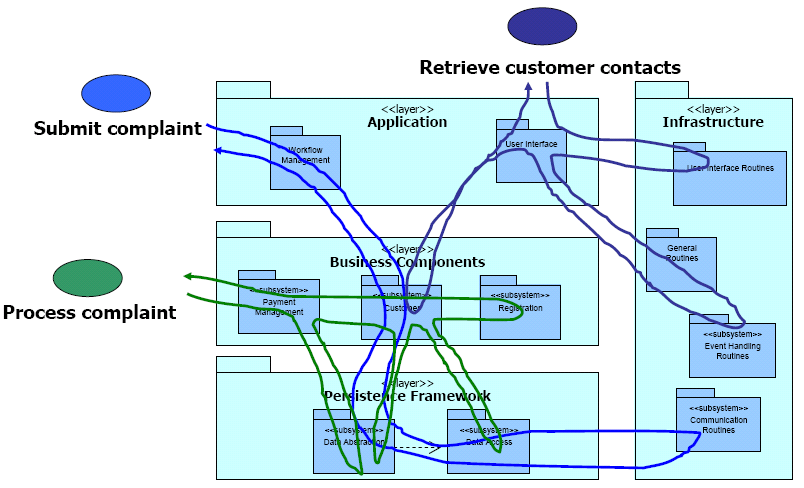 Retrieve customer contacts
Submit complaint
<<layer>>
Application
<<layer>>
Infrastructure
Workflow
Management
User Interface
User Interface Routines
<<layer>>
Business Components
General
Routines
Process complaint
<<subsystem>>
Payment
Management
<<subsystem>>
Customer
<<subsystem>>
Registration
<<subsystem>>
Event Handling
Routines
<<layer>>
Persistence Framework
<<subsystem>>
Data Abstraction
<<subsystem>>
Data Access
<<subsystem>>
Communication
Routines